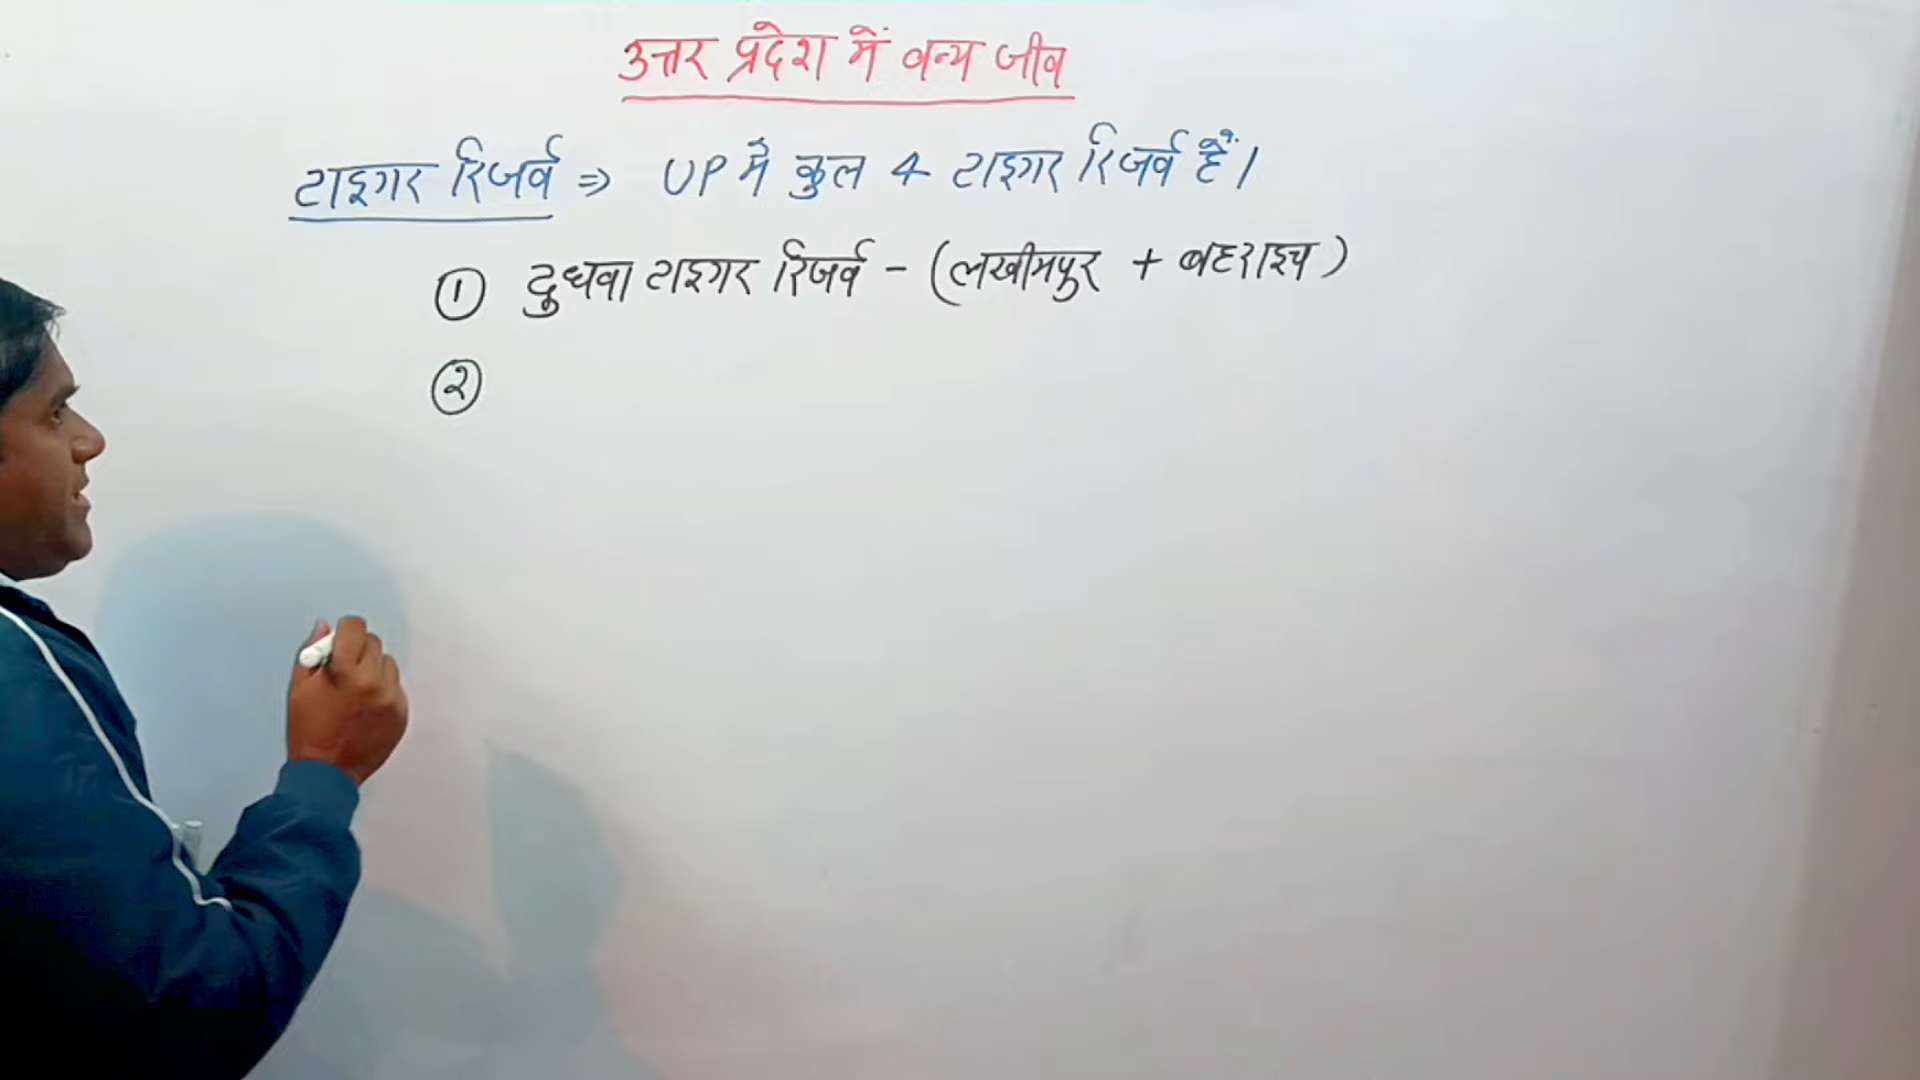 उत्तर प्रदेश में वन्य जीव
टाइगर रिजर्व ⇒ UP में कुल 4 टाइगर रिजर्व हैं।
① दुधवा टाइगर रिजर्व - (लखीमपुर + बहराइच)
②